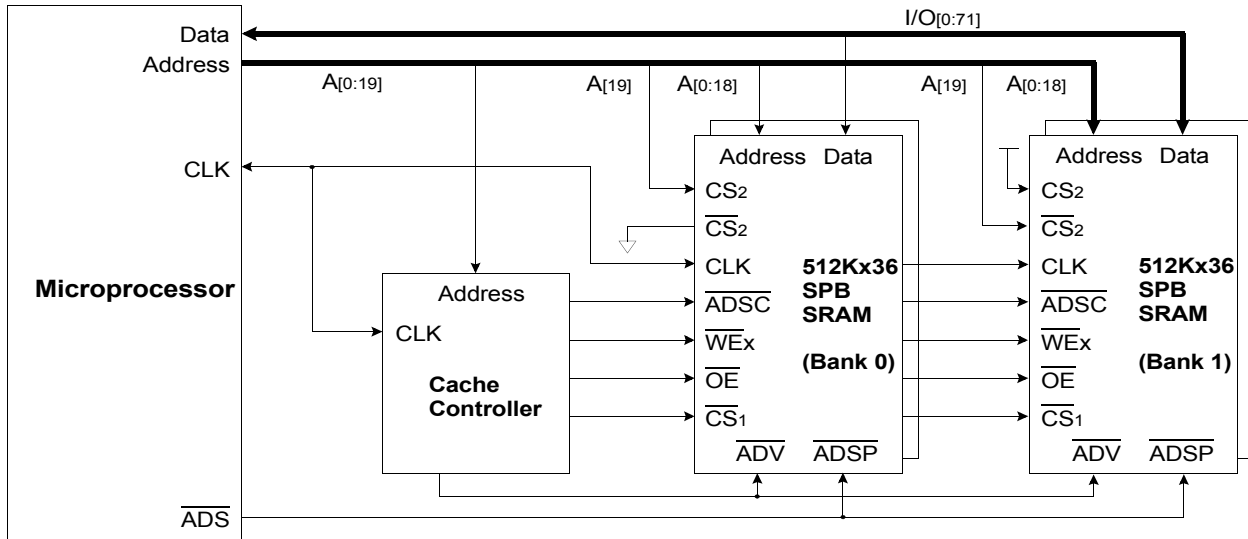 I/O[0:71]
Data
Address
A[0:19]
A[19]
A[0:18]
A[19]
A[0:18]
CLK
Microprocessor
ADS
Address
CLK
Cache
Controller
Address Data
CS2
CS2
CLK
ADSC
WEx
OE
CS1
ADV ADSP
512Kx36
SPB
SRAM
(Bank 0)
Address Data
CS2
CS2
CLK
ADSC
WEx
OE
CS1
ADV ADSP
512Kx36
SPB
SRAM
(Bank 1)